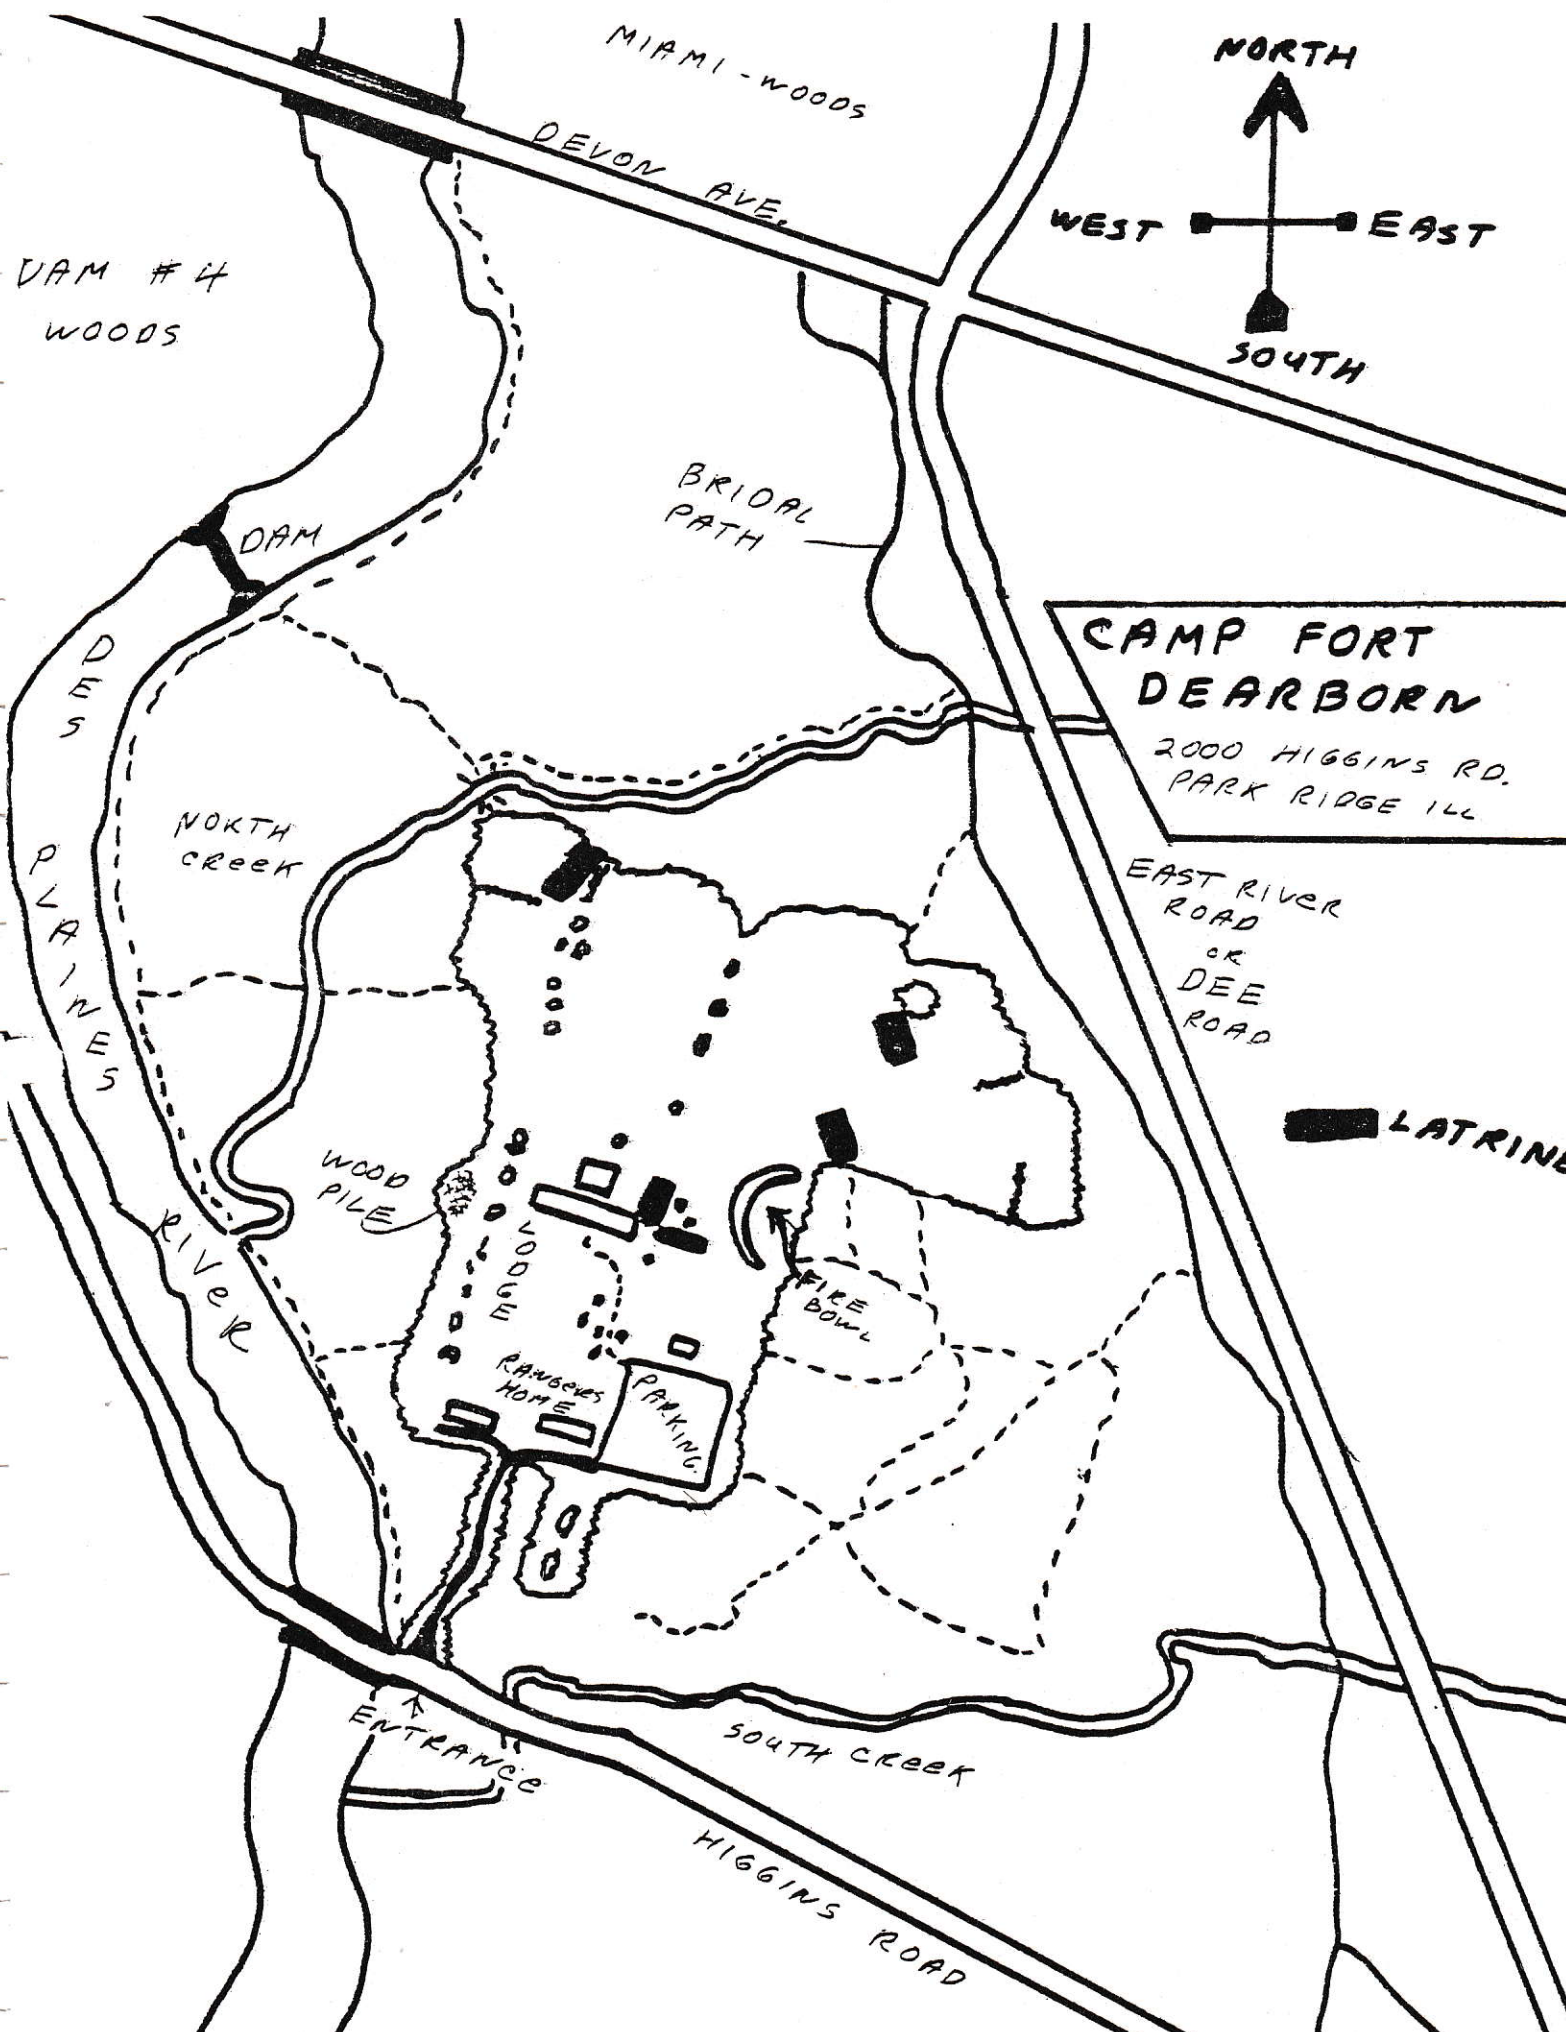 MIAMI-WOODS
NORTH
DEVON AVE.
WEST
EAST
SOUTH
DAM #4
WOODS
BRIDAL
PATH
DAM
CAMP FORT
DEARBORN
2000 HIGGINS RD.
PARK RIDGE ILL
DES PLAINES RIVER
NORTH
CREEK
EAST RIVER
ROAD
OR
DEE
ROAD
LATRINE
WOOD
PILE
LODGE
FIRE
BOWL
RANGERS
HOME
PARKING
ENTRANCE
SOUTH CREEK
HIGGINS ROAD